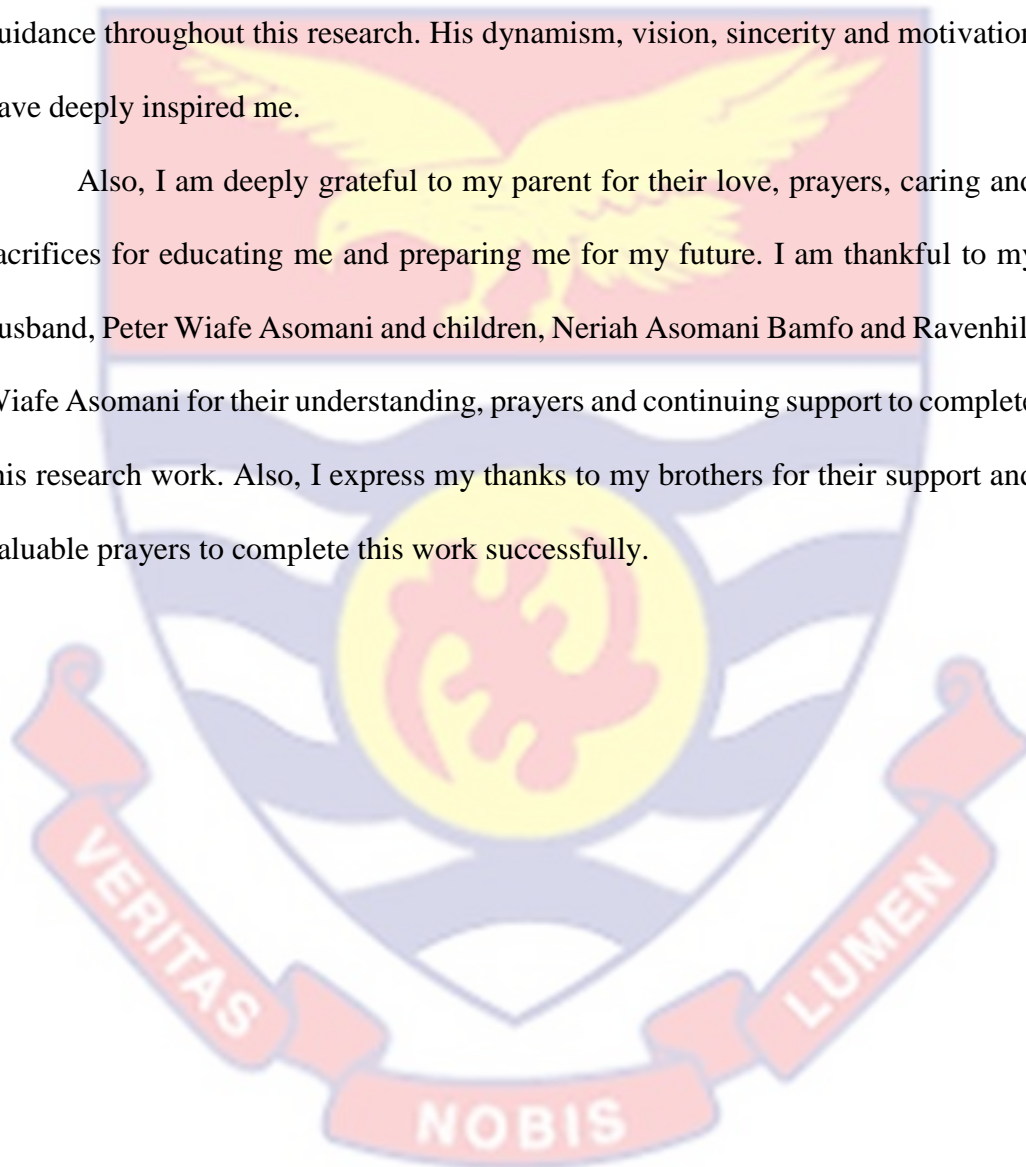 uidance throughout this research. His dynamism, vision, sincerity and motivation
ave deeply inspired me.
Also, I am deeply grateful to my parent for their love, prayers, caring and
acrifices for educating me and preparing me for my future. I am thankful to my
usband, Peter Wiafe Asomani and children, Neriah Asomani Bamfo and Ravenhil
Wiafe Asomani for their understanding, prayers and continuing support to complete
his research work. Also, I express my thanks to my brothers for their support and
aluable prayers to complete this work successfully.
VERITAS
NOBIS
LUMEN